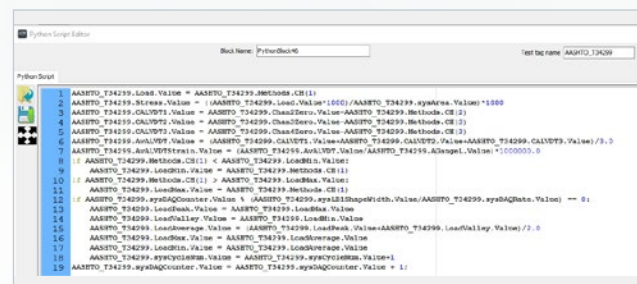 Python Script Editor
Block Name: PythonBlock46
Test tag name AASHTO_T34299
Python Script
1 AASHTO_T34299.Load.Value = AASHTO_T34299.Methods.CH(1)
2 AASHTO_T34299.Stress.Value = (AASHTO_T34299.Load.Value*1000)/AASHTO_T34299.sysArea.Value)*1000
3 AASHTO_T34299.CALVDT1.Value = AASHTO_T34299.Chan2Zero.Value-AASHTO_T34299.Methods.CH(2)
4 AASHTO_T34299.CALVDT2.Value = AASHTO_T34299.Chan3Zero.Value-AASHTO_T34299.Methods.CH(3)
5 AASHTO_T34299.CALVDT3.Value = AASHTO_T34299.Chan4Zero.Value-AASHTO_T34299.Methods.CH(3)
6 AASHTO_T34299.AvALVDT.Value = (AASHTO_T34299.CALVDT1.Value+AASHTO_T34299.CALVDT2.Value+AASHTO_T34299.CALVDT3.Value)/3.0
7 AASHTO_T34299.AvALVDTStrain.Value = (AASHTO_T34299.AvALVDT.Value/AASHTO_T34299.AGaugeL.Value)*1000000.0
8 if AASHTO_T34299.Methods.CH(1) < AASHTO_T34299.LoadMin.Value:
9 AASHTO_T34299.LoadMin.Value = AASHTO_T34299.Methods.CH(1)
10 if AASHTO_T34299.Methods.CH(1) > AASHTO_T34299.LoadMax.Value:
11 AASHTO_T34299.LoadMax.Value = AASHTO_T34299.Methods.CH(1)
12 if AASHTO_T34299.sysDAQCounter.Value % (AASHTO_T34299.sysLd1ShapeWidth.Value/AASHTO_T34299.sysDAQRate.Value) == 0:
13 AASHTO_T34299.LoadPeak.Value = AASHTO_T34299.LoadMax.Value
14 AASHTO_T34299.LoadValley.Value = AASHTO_T34299.LoadMin.Value
15 AASHTO_T34299.LoadAverage.Value = (AASHTO_T34299.LoadPeak.Value+AASHTO_T34299.LoadValley.Value)/2.0
16 AASHTO_T34299.LoadMax.Value = AASHTO_T34299.LoadAverage.Value
17 AASHTO_T34299.LoadMin.Value = AASHTO_T34299.LoadAverage.Value
18 AASHTO_T34299.sysCycleNum.Value = AASHTO_T34299.sysCycleNum.Value+1
19 AASHTO_T34299.sysDAQCounter.Value = AASHTO_T34299.sysDAQCounter.Value + 1;